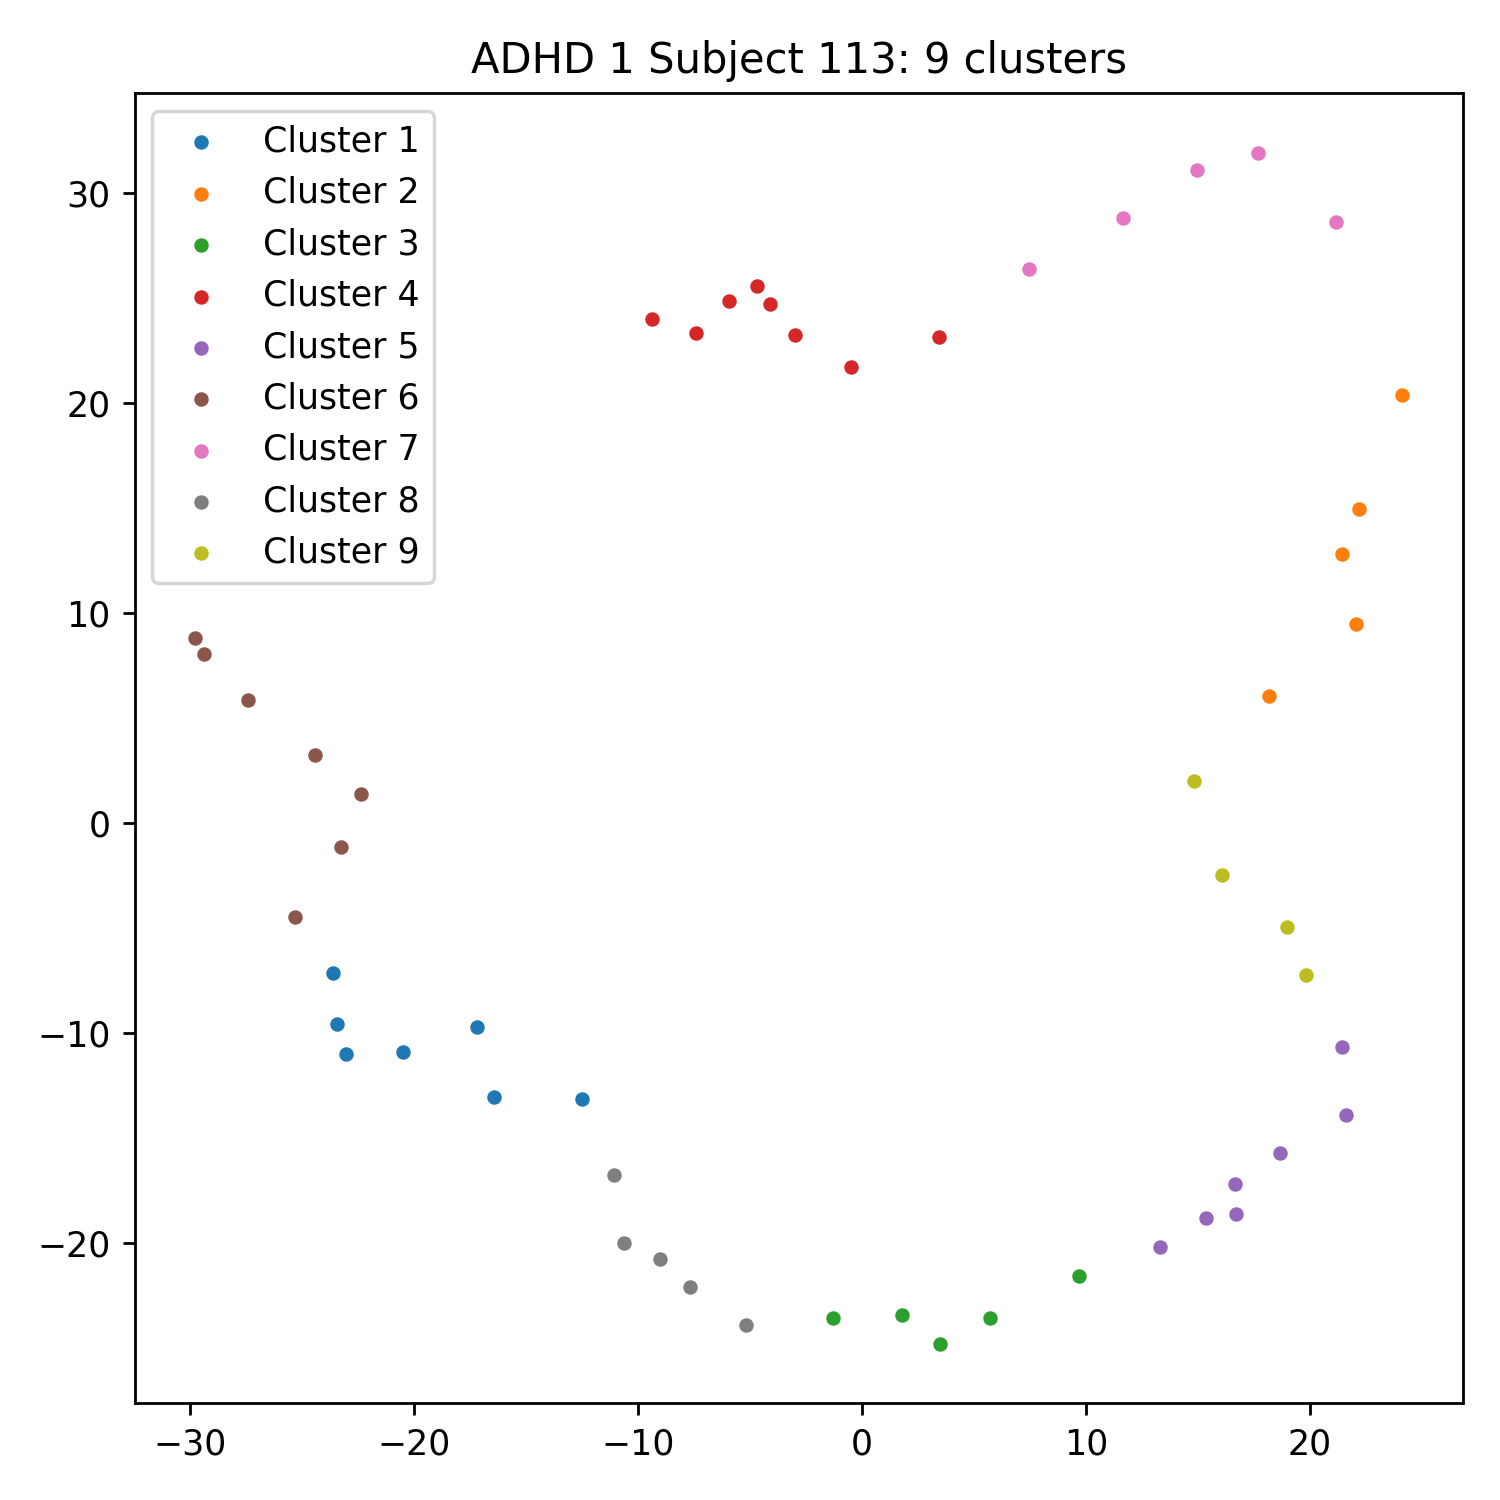 ADHD 1 Subject 113: 9 clusters
Cluster 1
Cluster 2
Cluster 3
Cluster 4
Cluster 5
Cluster 6
Cluster 7
Cluster 8
Cluster 9
30
20
10
0
−10
−20
−30 −20 −10 0 10 20